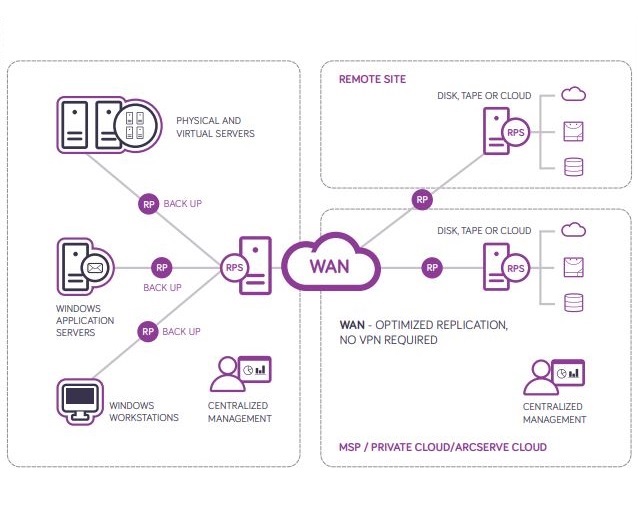 PHYSICAL AND
VIRTUAL SERVERS
RP BACK UP
RP
BACK UP
WINDOWS
APPLICATION
SERVERS
RP BACK UP
WINDOWS
WORKSTATIONS
RPS
CENTRALIZED
MANAGEMENT
WAN
REMOTE SITE
DISK, TAPE OR CLOUD
RPS
RP
DISK, TAPE OR CLOUD
RP
RPS
WAN - OPTIMIZED REPLICATION,
NO VPN REQUIRED
CENTRALIZED
MANAGEMENT
MSP / PRIVATE CLOUD/ARCSERVE CLOUD